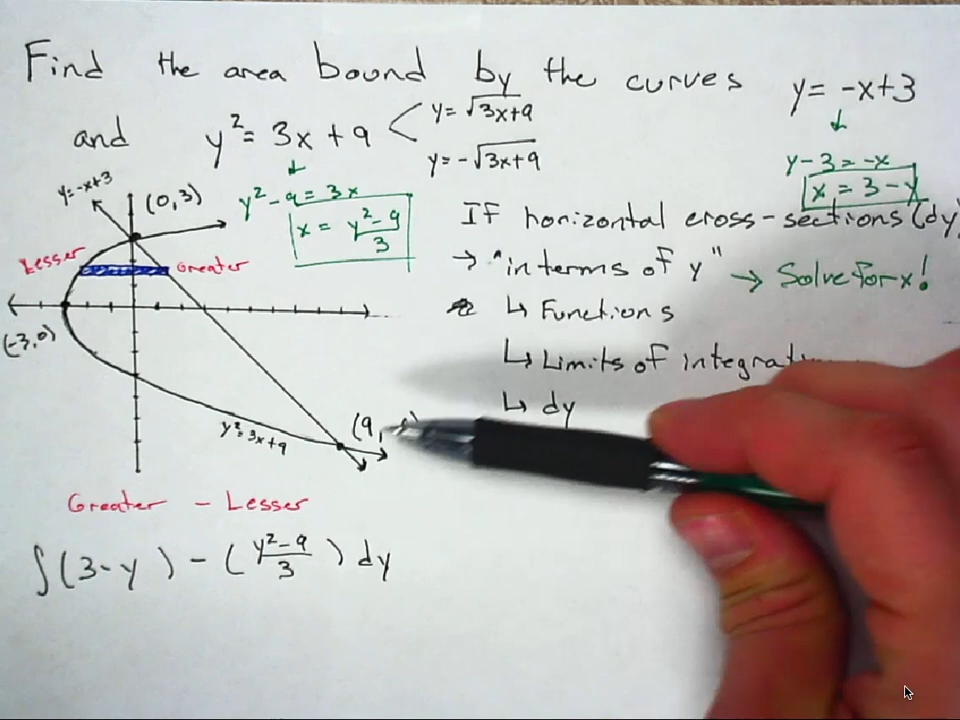 Find the area bound by the curves y = -x+3
and y² = 3x + 9
y = √3x+9
y = -√3x+9
y - 3 = -x
x = 3 - y
y² - 9 = 3x
x = y²-9/3
y=-x+3
(0,3)
Lesser
Greater
(-3,0)
y²=3x+9
(9,
If horizontal cross-sections (dy)
→ "in terms of y" → Solve for x!
↳ Functions
↳ Limits of
↳ dy
Greater - Lesser
∫(3-y) - (y²-9/3) dy